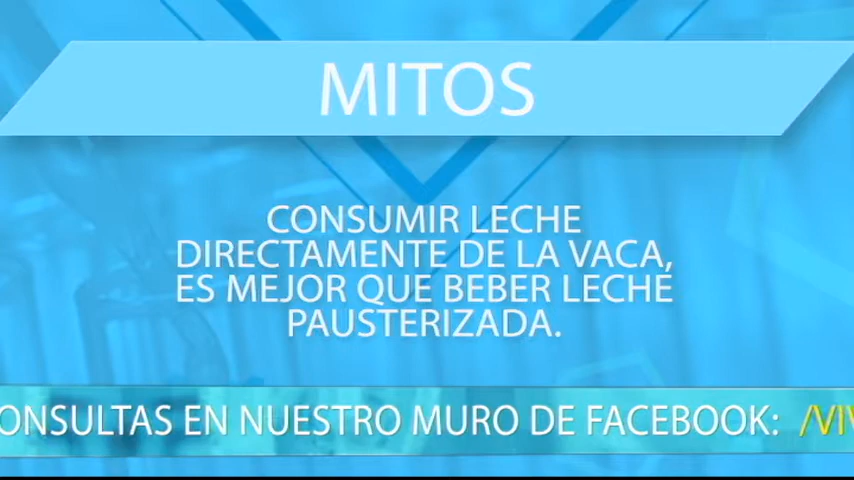 MITOS
CONSUMIR LECHE
DIRECTAMENTE DE LA VACA,
ES MEJOR QUE BEBER LECHE
PAUSTERIZADA.
ONSULTAS EN NUESTRO MURO DE FACEBOOK: /VIV